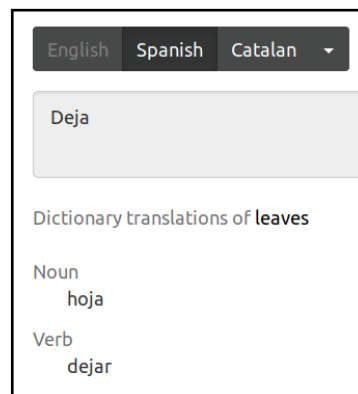 English Spanish Catalan
Deja
Dictionary translations of leaves
Noun
hoja
Verb
dejar